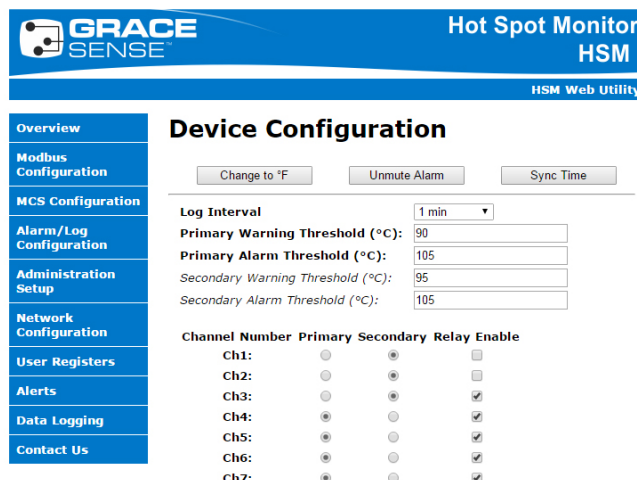 GRACE
SENSE™
Hot Spot Monitor
HSM
HSM Web Utility
Overview
Modbus
Configuration
MCS Configuration
Alarm/Log
Configuration
Administration
Setup
Network
Configuration
User Registers
Alerts
Data Logging
Contact Us
Device Configuration
Change to °F Unmute Alarm Sync Time
Log Interval 1 min
Primary Warning Threshold (°C): 90
Primary Alarm Threshold (°C): 105
Secondary Warning Threshold (°C): 95
Secondary Alarm Threshold (°C): 105
Channel Number Primary Secondary Relay Enable
Ch1:
Ch2:
Ch3:
Ch4:
Ch5:
Ch6:
Ch7: